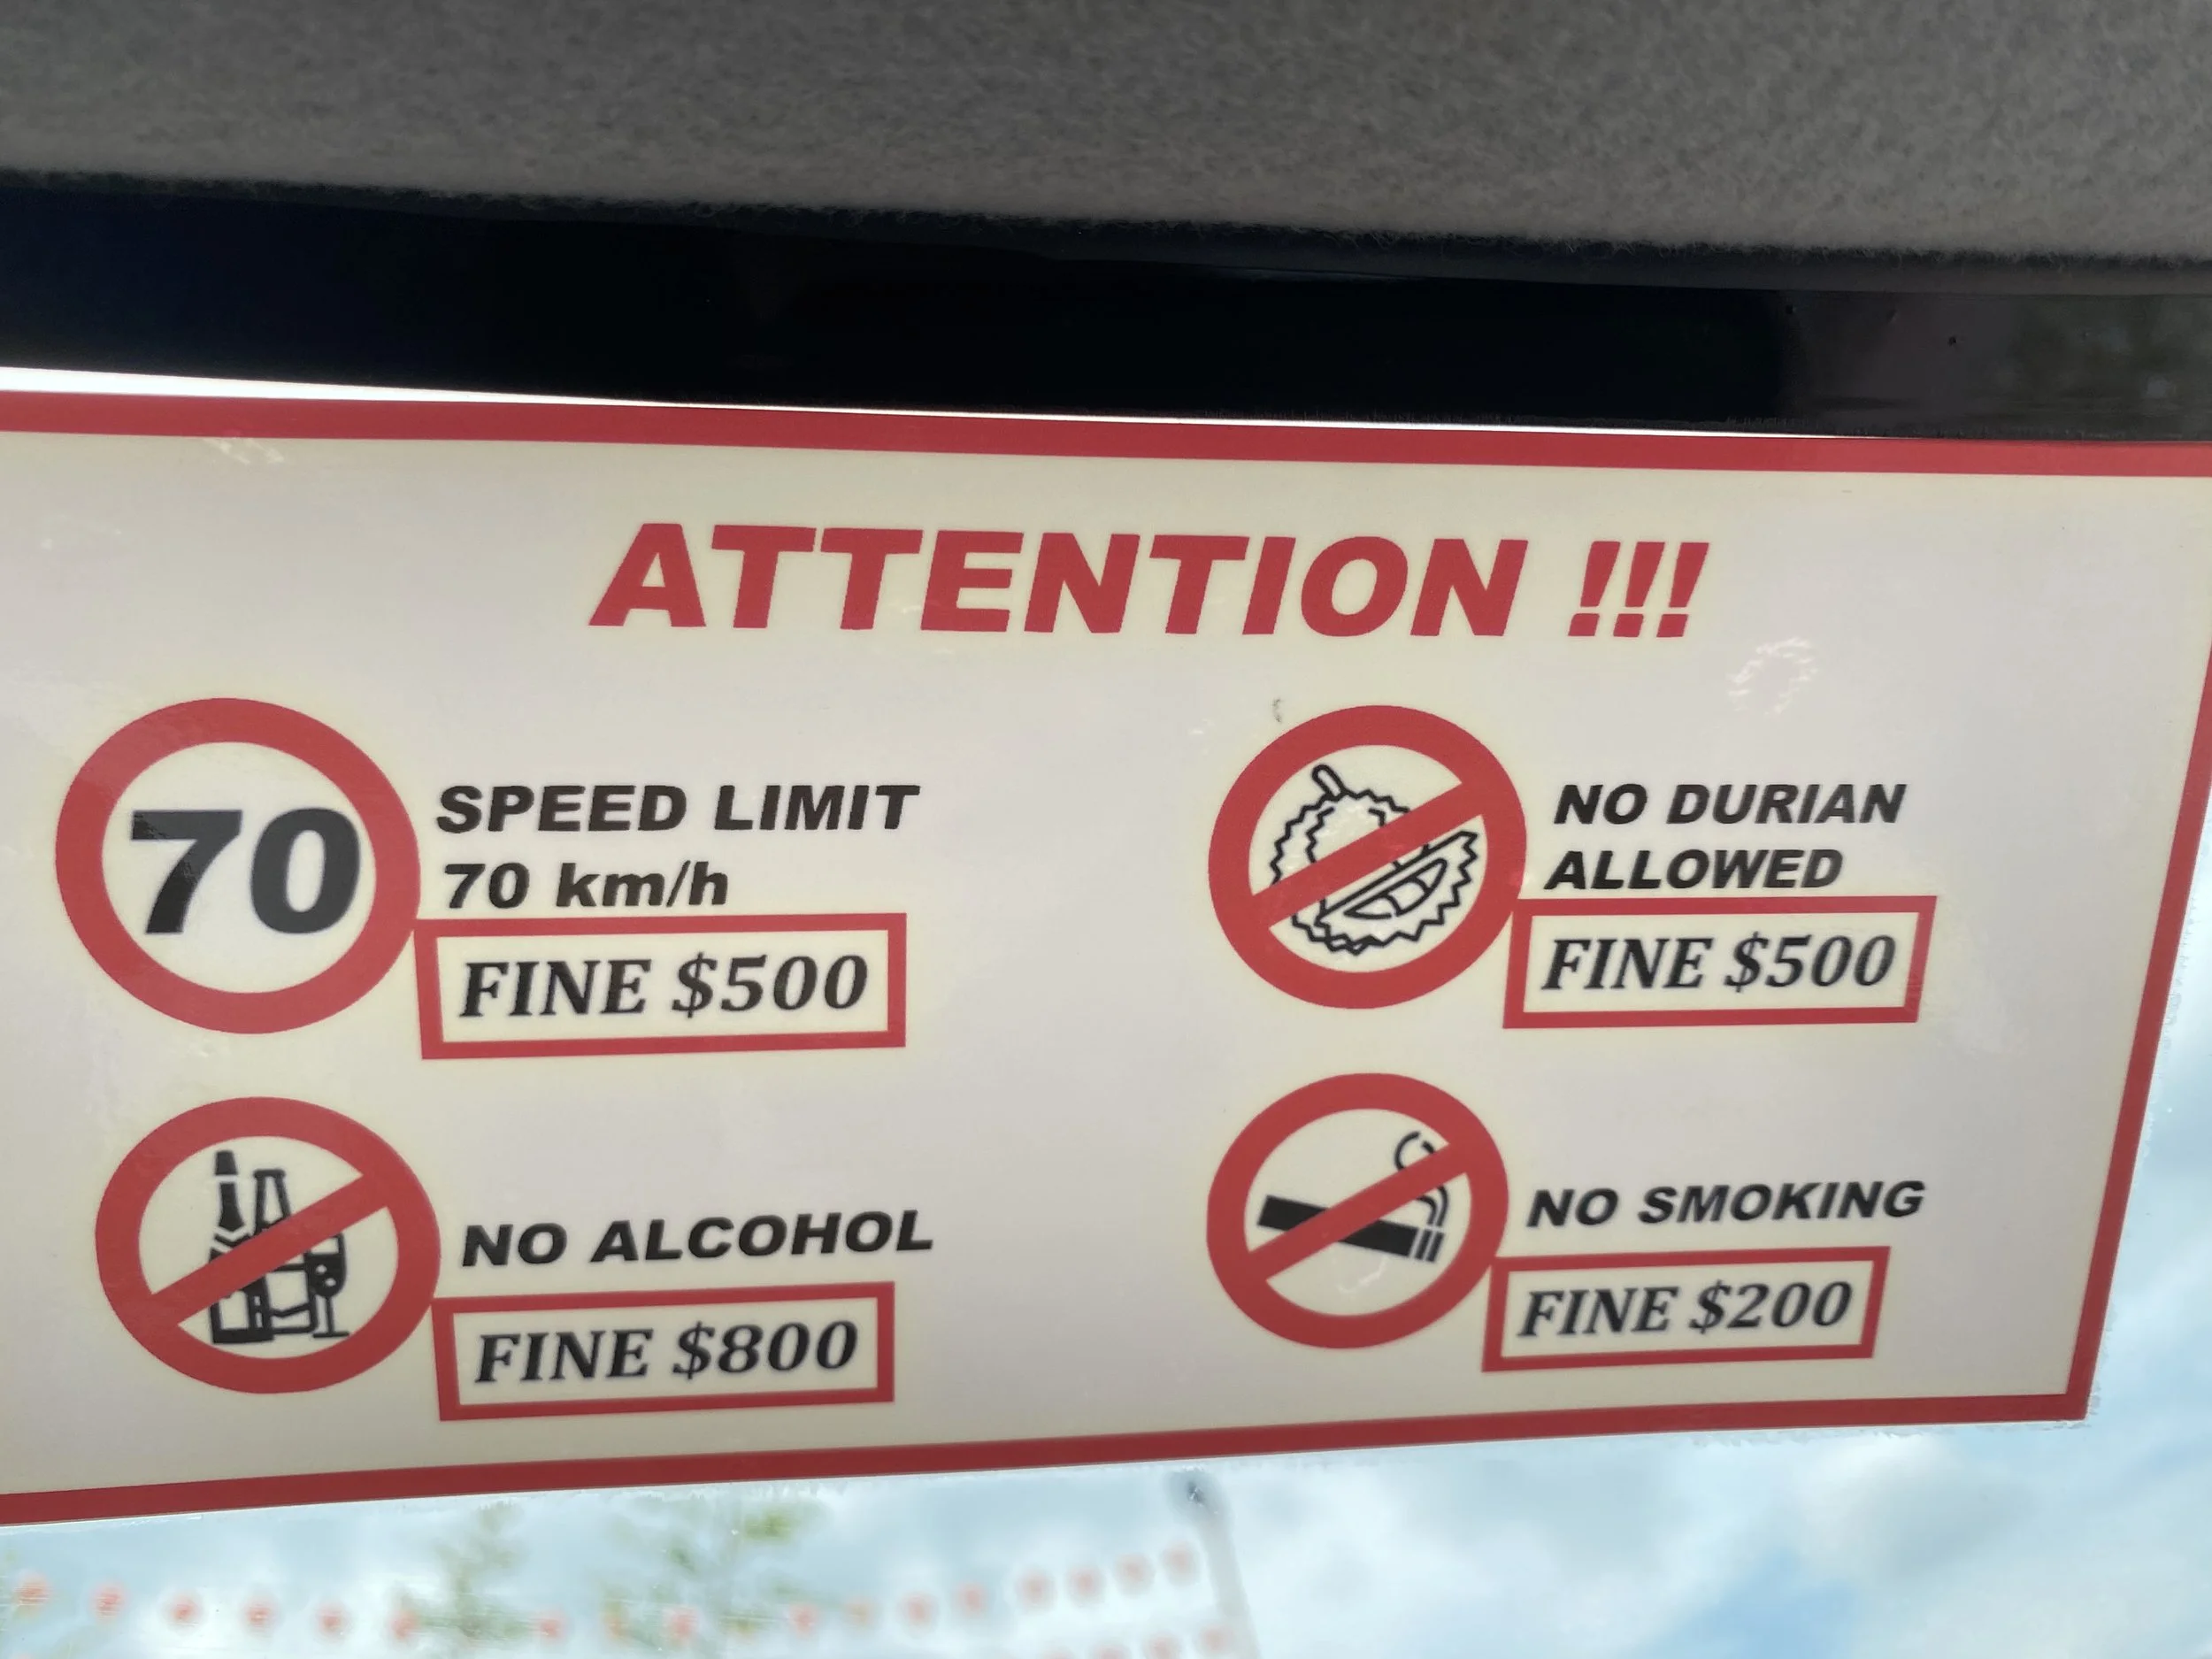 ATTENTION !!!
70
SPEED LIMIT
70 km/h
FINE $500
NO DURIAN
ALLOWED
FINE $500
NO ALCOHOL
FINE $800
NO SMOKING
FINE $200